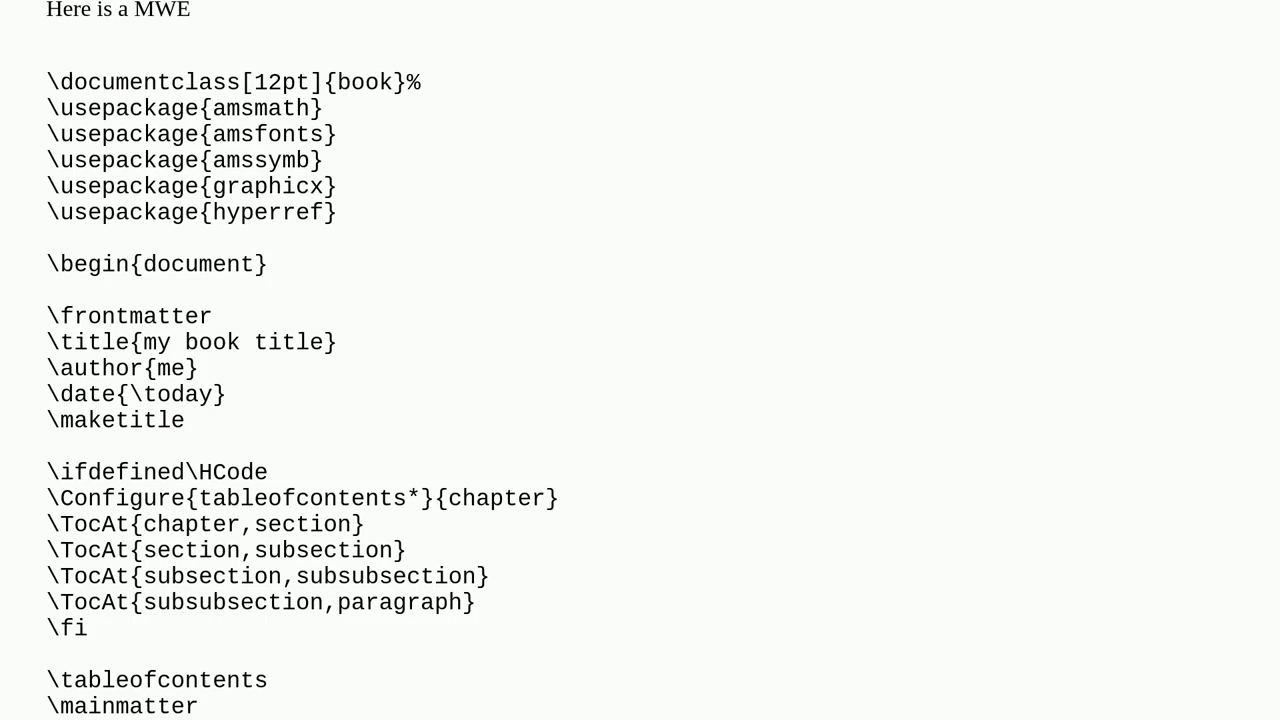 Here is a MWE
\documentclass[12pt]{book}%
\usepackage{amsmath}
\usepackage{amsfonts}
\usepackage{amssymb}
\usepackage{graphicx}
\usepackage{hyperref}
\begin{document}
\frontmatter
\title{my book title}
\author{me}
\date{\today}
\maketitle
\ifdefined\HCode
\Configure{tableofcontents*}{chapter}
\TocAt{chapter,section}
\TocAt{section,subsection}
\TocAt{subsection,subsubsection}
\TocAt{subsubsection,paragraph}
\fi
\tableofcontents
\mainmatter